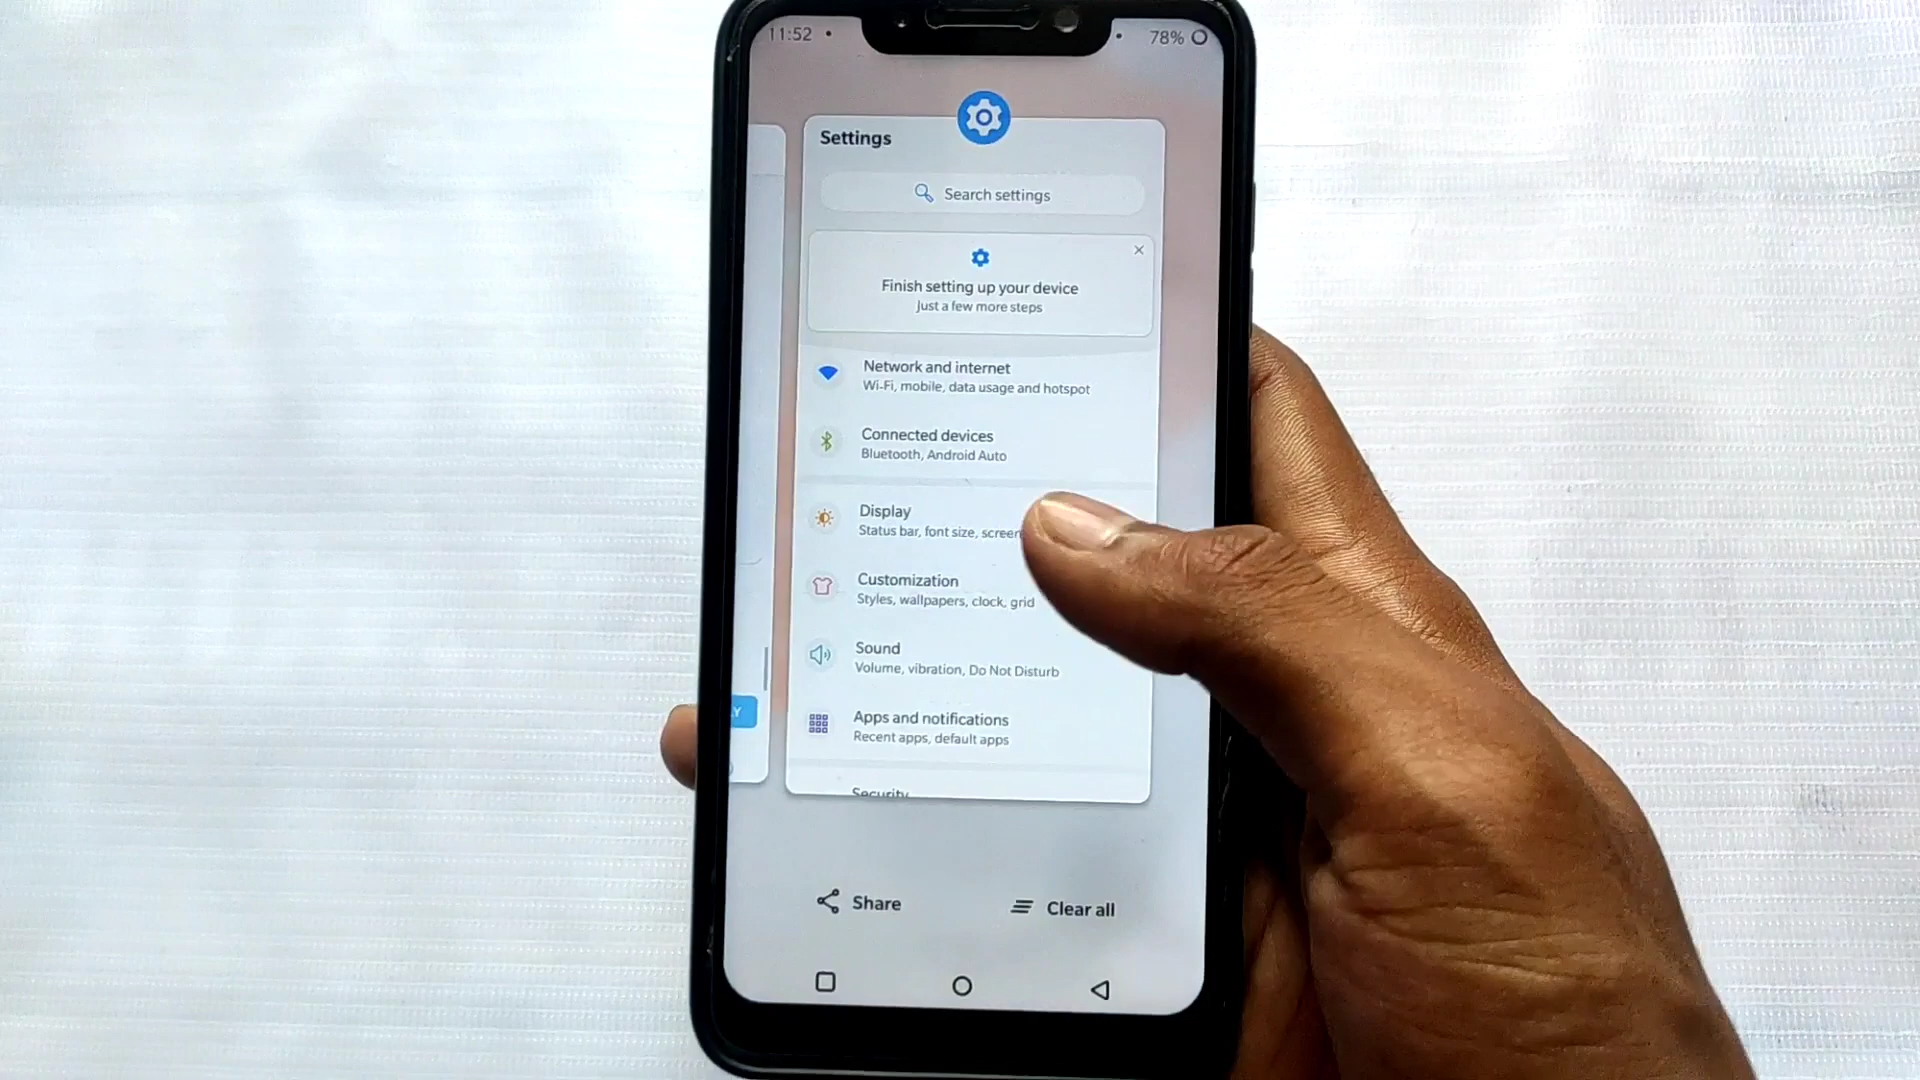 11:52
78%
Settings
Search settings
Finish setting up your device
Just a few more steps
Network and internet
Wi-Fi, mobile, data usage and hotspot
Connected devices
Bluetooth, Android Auto
Display
Status bar, font size, screen
Customization
Styles, wallpapers, clock, grid
Sound
Volume, vibration, Do Not Disturb
Apps and notifications
Recent apps, default apps
Security
Y
Share
Clear all